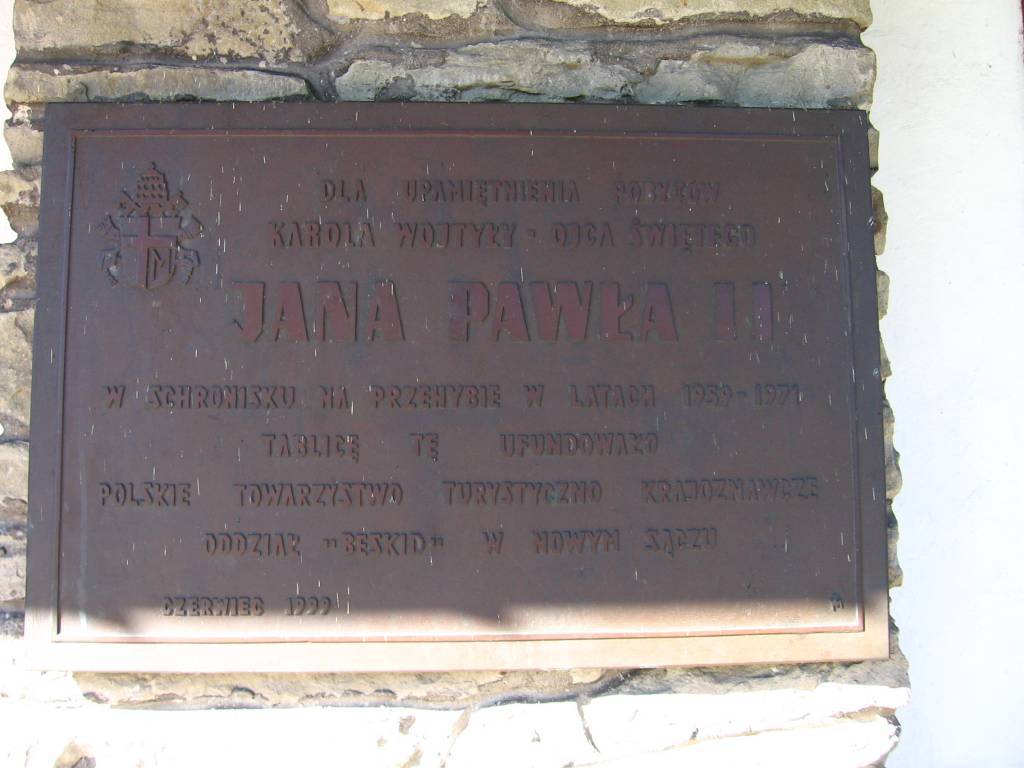 DLA UPAMIĘTNIENIA POBYTÓW
KAROLA WOJTYŁY - OJCA ŚWIĘTEGO
JANA PAWŁA II
W SCHRONISKU NA PRZEHYBIE W LATACH 1959-1971
TABLICĘ TĘ UFUNDOWAŁO
POLSKIE TOWARZYSTWO TURYSTYCZNO KRAJOZNAWCZE
ODDZIAŁ „BESKID” W NOWYM SĄCZU
CZERWIEC 1999